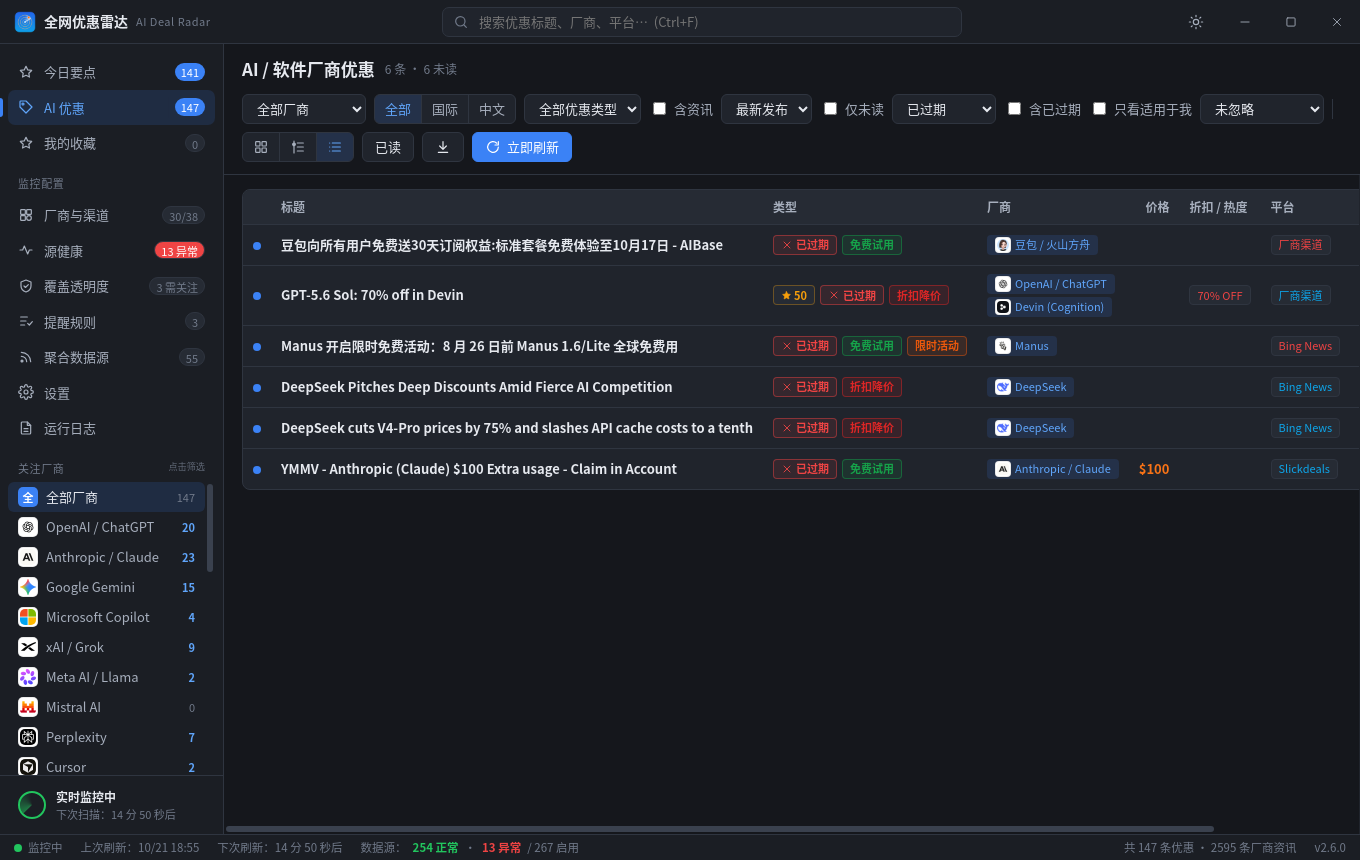 全网优惠雷达 AI Deal Radar
搜索优惠标题、厂商、平台… (Ctrl+F)
今日要点 141
AI 优惠 147
我的收藏 0
监控配置
厂商与渠道 30/38
源健康 13 异常
覆盖透明度 3 需关注
提醒规则 3
聚合数据源 55
设置
运行日志
关注厂商 点击筛选
全 全部厂商 147
OpenAI / ChatGPT 20
Anthropic / Claude 23
Google Gemini 15
Microsoft Copilot 4
xAI / Grok 9
Meta AI / Llama 2
Mistral AI 0
Perplexity 7
Cursor 2
实时监控中
下次扫描：14 分 50 秒后
AI / 软件厂商优惠 6 条 · 6 未读
全部厂商 全部 国际 中文 全部优惠类型 含资讯 最新发布 仅未读 已过期 含已过期 只看适用于我 未忽略
已读 立即刷新
标题 类型 厂商 价格 折扣 / 热度 平台
豆包向所有用户免费送30天订阅权益:标准套餐免费体验至10月17日 - AIBase × 已过期 免费试用 豆包 / 火山方舟 厂商渠道
GPT-5.6 Sol: 70% off in Devin ★ 50 × 已过期 折扣降价 OpenAI / ChatGPT 70% OFF 厂商渠道
Devin (Cognition)
Manus 开启限时免费活动：8 月 26 日前 Manus 1.6/Lite 全球免费用 × 已过期 免费试用 限时活动 Manus Bing News
DeepSeek Pitches Deep Discounts Amid Fierce AI Competition × 已过期 折扣降价 DeepSeek Bing News
DeepSeek cuts V4-Pro prices by 75% and slashes API cache costs to a tenth × 已过期 折扣降价 DeepSeek Bing News
YMMV - Anthropic (Claude) $100 Extra usage - Claim in Account × 已过期 免费试用 Anthropic / Claude $100 Slickdeals
监控中 上次刷新：10/21 18:55 下次刷新：14 分 50 秒后 数据源： 254 正常 · 13 异常 / 267 启用 共 147 条优惠 · 2595 条厂商资讯 v2.6.0